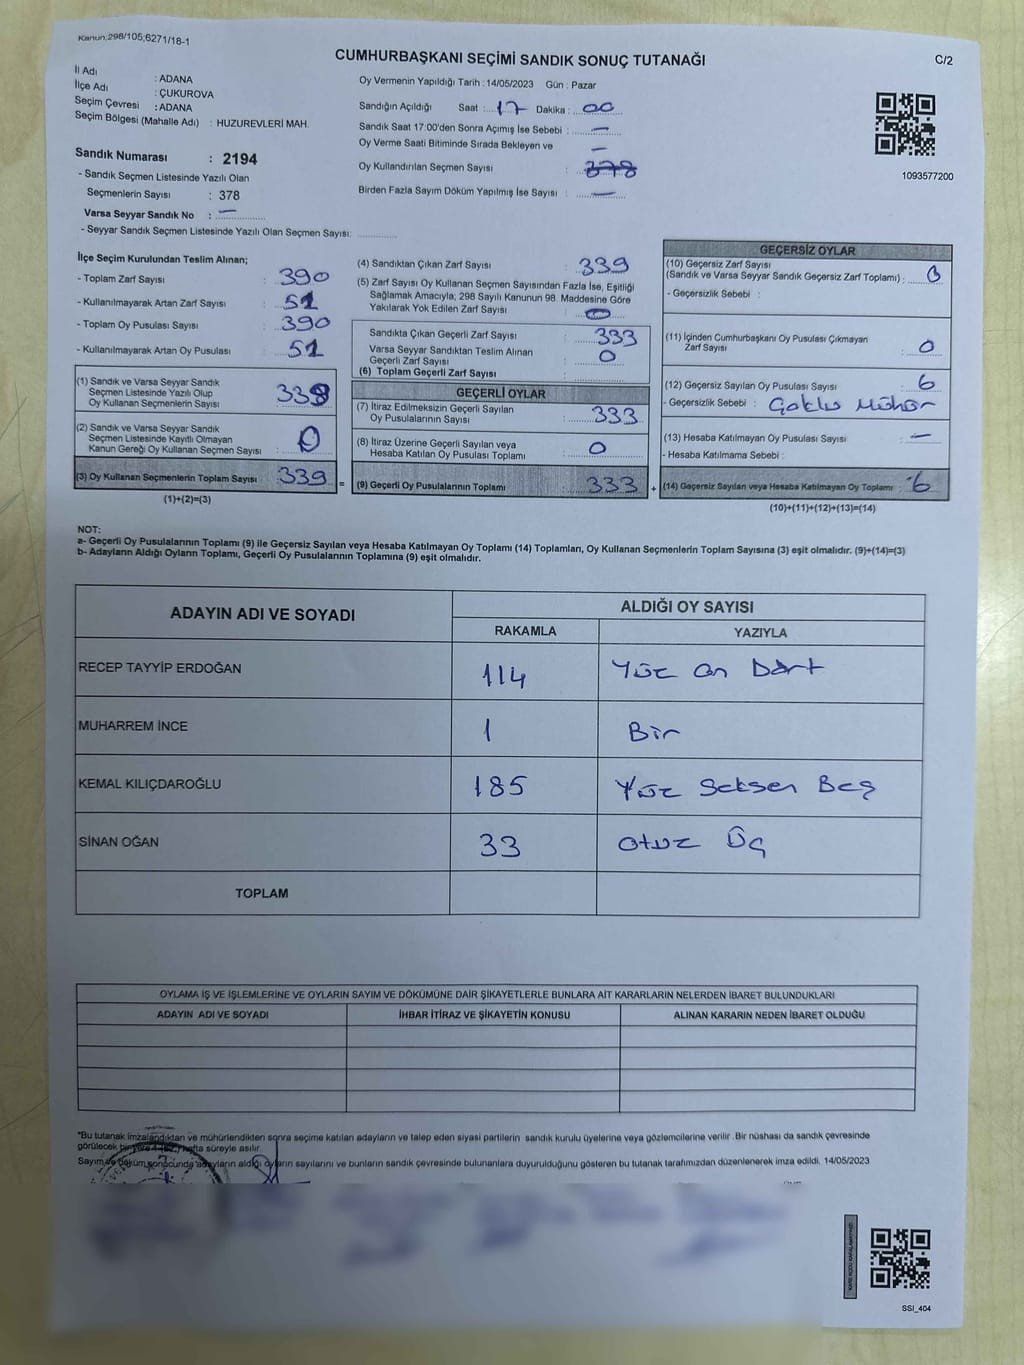 Kanun;298/105;6271/18-1
CUMHURBAŞKANI SEÇİMİ SANDIK SONUÇ TUTANAĞI
C/2
İl Adı : ADANA
İlçe Adı : ÇUKUROVA
Seçim Çevresi : ADANA
Seçim Bölgesi (Mahalle Adı) : HUZUREVLERİ MAH.
Sandık Numarası : 2194
- Sandık Seçmen Listesinde Yazılı Olan
Seçmenlerin Sayısı : 378
Varsa Seyyar Sandık No : —
- Seyyar Sandık Seçmen Listesinde Yazılı Olan Seçmen Sayısı:
Oy Vermenin Yapıldığı Tarih : 14/05/2023 Gün : Pazar
Sandığın Açıldığı Saat : 17 Dakika : 00
Sandık Saat 17:00'den Sonra Açımış İse Sebebi : —
Oy Verme Saati Bitiminde Sırada Bekleyen ve —
Oy Kullandırılan Seçmen Sayısı : 378
Birden Fazla Sayım Döküm Yapılmış İse Sayısı : —
1093577200
İlçe Seçim Kurulundan Teslim Alınan;
- Toplam Zarf Sayısı : 390
- Kullanılmayarak Artan Zarf Sayısı : 51
- Toplam Oy Pusulası Sayısı : 390
- Kullanılmayarak Artan Oy Pusulası : 51
(1) Sandık ve Varsa Seyyar Sandık
Seçmen Listesinde Yazılı Olup
Oy Kullanan Seçmenlerin Sayısı : 339
(2) Sandık ve Varsa Seyyar Sandık
Seçmen Listesinde Kayıtlı Olmayan
Kanun Gereği Oy Kullanan Seçmen Sayısı : 0
(3) Oy Kullanan Seçmenlerin Toplam Sayısı : 339
(1)+(2)=(3)
=
(4) Sandıktan Çıkan Zarf Sayısı : 339
(5) Zarf Sayısı Oy Kullanan Seçmen Sayısından Fazla İse, Eşitliği
Sağlamak Amacıyla; 298 Sayılı Kanunun 98. Maddesine Göre
Yakılarak Yok Edilen Zarf Sayısı : 0
Sandıkta Çıkan Geçerli Zarf Sayısı : 333
Varsa Seyyar Sandıktan Teslim Alınan
Geçerli Zarf Sayısı : 0
(6) Toplam Geçerli Zarf Sayısı :
GEÇERLİ OYLAR
(7) İtiraz Edilmeksizin Geçerli Sayılan
Oy Pusulalarının Sayısı : 333
(8) İtiraz Üzerine Geçerli Sayılan veya
Hesaba Katılan Oy Pusulası Toplamı : 0
(9) Geçerli Oy Pusulalarının Toplamı : 333
+
GEÇERSİZ OYLAR
(10) Geçersiz Zarf Sayısı
(Sandık ve Varsa Seyyar Sandık Geçersiz Zarf Toplamı) : 0
- Geçersizlik Sebebi :
(11) İçinden Cumhurbaşkanı Oy Pusulası Çıkmayan
Zarf Sayısı : 0
(12) Geçersiz Sayılan Oy Pusulası Sayısı : 6
- Geçersizlik Sebebi : Çoklu Mühür
(13) Hesaba Katılmayan Oy Pusulası Sayısı : —
- Hesaba Katılmama Sebebi :
(14) Geçersiz Sayılan veya Hesaba Katılmayan Oy Toplamı : 6
(10)+(11)+(12)+(13)=(14)
NOT:
a- Geçerli Oy Pusulalarının Toplamı (9) ile Geçersiz Sayılan veya Hesaba Katılmayan Oy Toplamı (14) Toplamları, Oy Kullanan Seçmenlerin Toplam Sayısına (3) eşit olmalıdır. (9)+(14)=(3)
b- Adayların Aldığı Oyların Toplamı, Geçerli Oy Pusulalarının Toplamına (9) eşit olmalıdır.
ADAYIN ADI VE SOYADI ALDIĞI OY SAYISI
RAKAMLA YAZIYLA
RECEP TAYYİP ERDOĞAN 114 Yüz on Dört
MUHARREM İNCE 1 Bir
KEMAL KILIÇDAROĞLU 185 Yüz Seksen Beş
SİNAN OĞAN 33 Otuz Üç
TOPLAM
OYLAMA İŞ VE İŞLEMLERİNE VE OYLARIN SAYIM VE DÖKÜMÜNE DAİR ŞİKAYETLERLE BUNLARA AİT KARARLARIN NELERDEN İBARET BULUNDUKLARI
ADAYIN ADI VE SOYADI İHBAR İTİRAZ VE ŞİKAYETİN KONUSU ALINAN KARARIN NEDEN İBARET OLDUĞU
*Bu tutanak imzalandıktan ve mühürlendikten sonra seçime katılan adayların ve talep eden siyasi partilerin sandık kurulu üyelerine veya gözlemcilerine verilir. Bir nüshası da sandık çevresinde
görülecek bir yere hafta süreyle asılır.
Sayım ve döküm sonucunda adayların aldığı oyların sayılarını ve bunların sandık çevresinde bulunanlara duyurulduğunu gösteren bu tutanak tarafımızdan düzenlenerek imza edildi. 14/05/2023
SSI_404